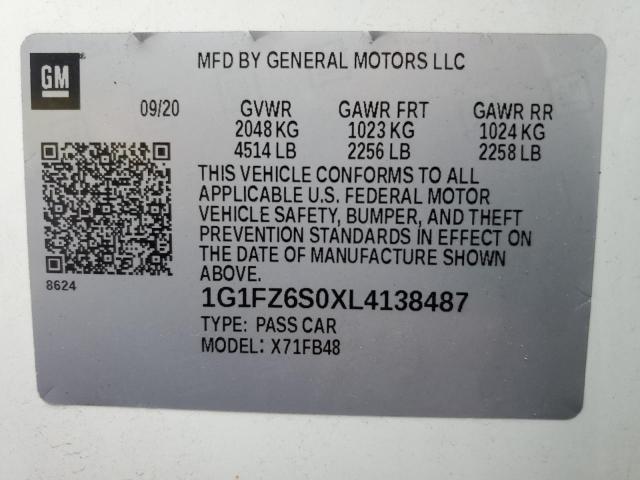 GM
MFD BY GENERAL MOTORS LLC
09/20 GVWR GAWR FRT GAWR RR
2048 KG 1023 KG 1024 KG
4514 LB 2256 LB 2258 LB
THIS VEHICLE CONFORMS TO ALL
APPLICABLE U.S. FEDERAL MOTOR
VEHICLE SAFETY, BUMPER, AND THEFT
PREVENTION STANDARDS IN EFFECT ON
THE DATE OF MANUFACTURE SHOWN
ABOVE.
8624
1G1FZ6S0XL4138487
TYPE: PASS CAR
MODEL: X71FB48